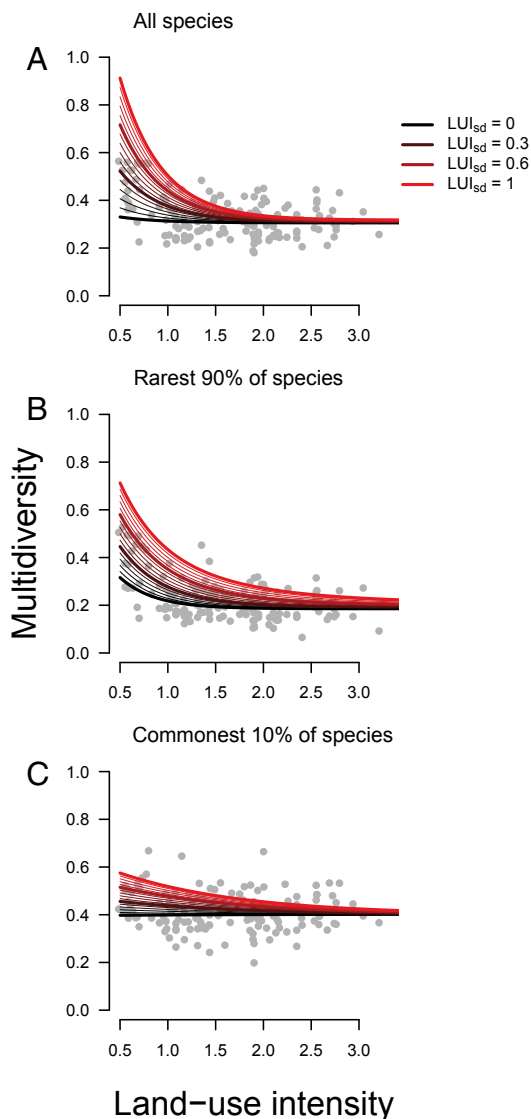 All species
A
1.0
0.8
0.6
0.4
0.2
0.0
0.5 1.0 1.5 2.0 2.5 3.0
LUIsd = 0
LUIsd = 0.3
LUIsd = 0.6
LUIsd = 1
Rarest 90% of species
B
1.0
0.8
0.6
0.4
0.2
0.0
0.5 1.0 1.5 2.0 2.5 3.0
Multidiversity
Commonest 10% of species
C
1.0
0.8
0.6
0.4
0.2
0.0
0.5 1.0 1.5 2.0 2.5 3.0
Land−use intensity